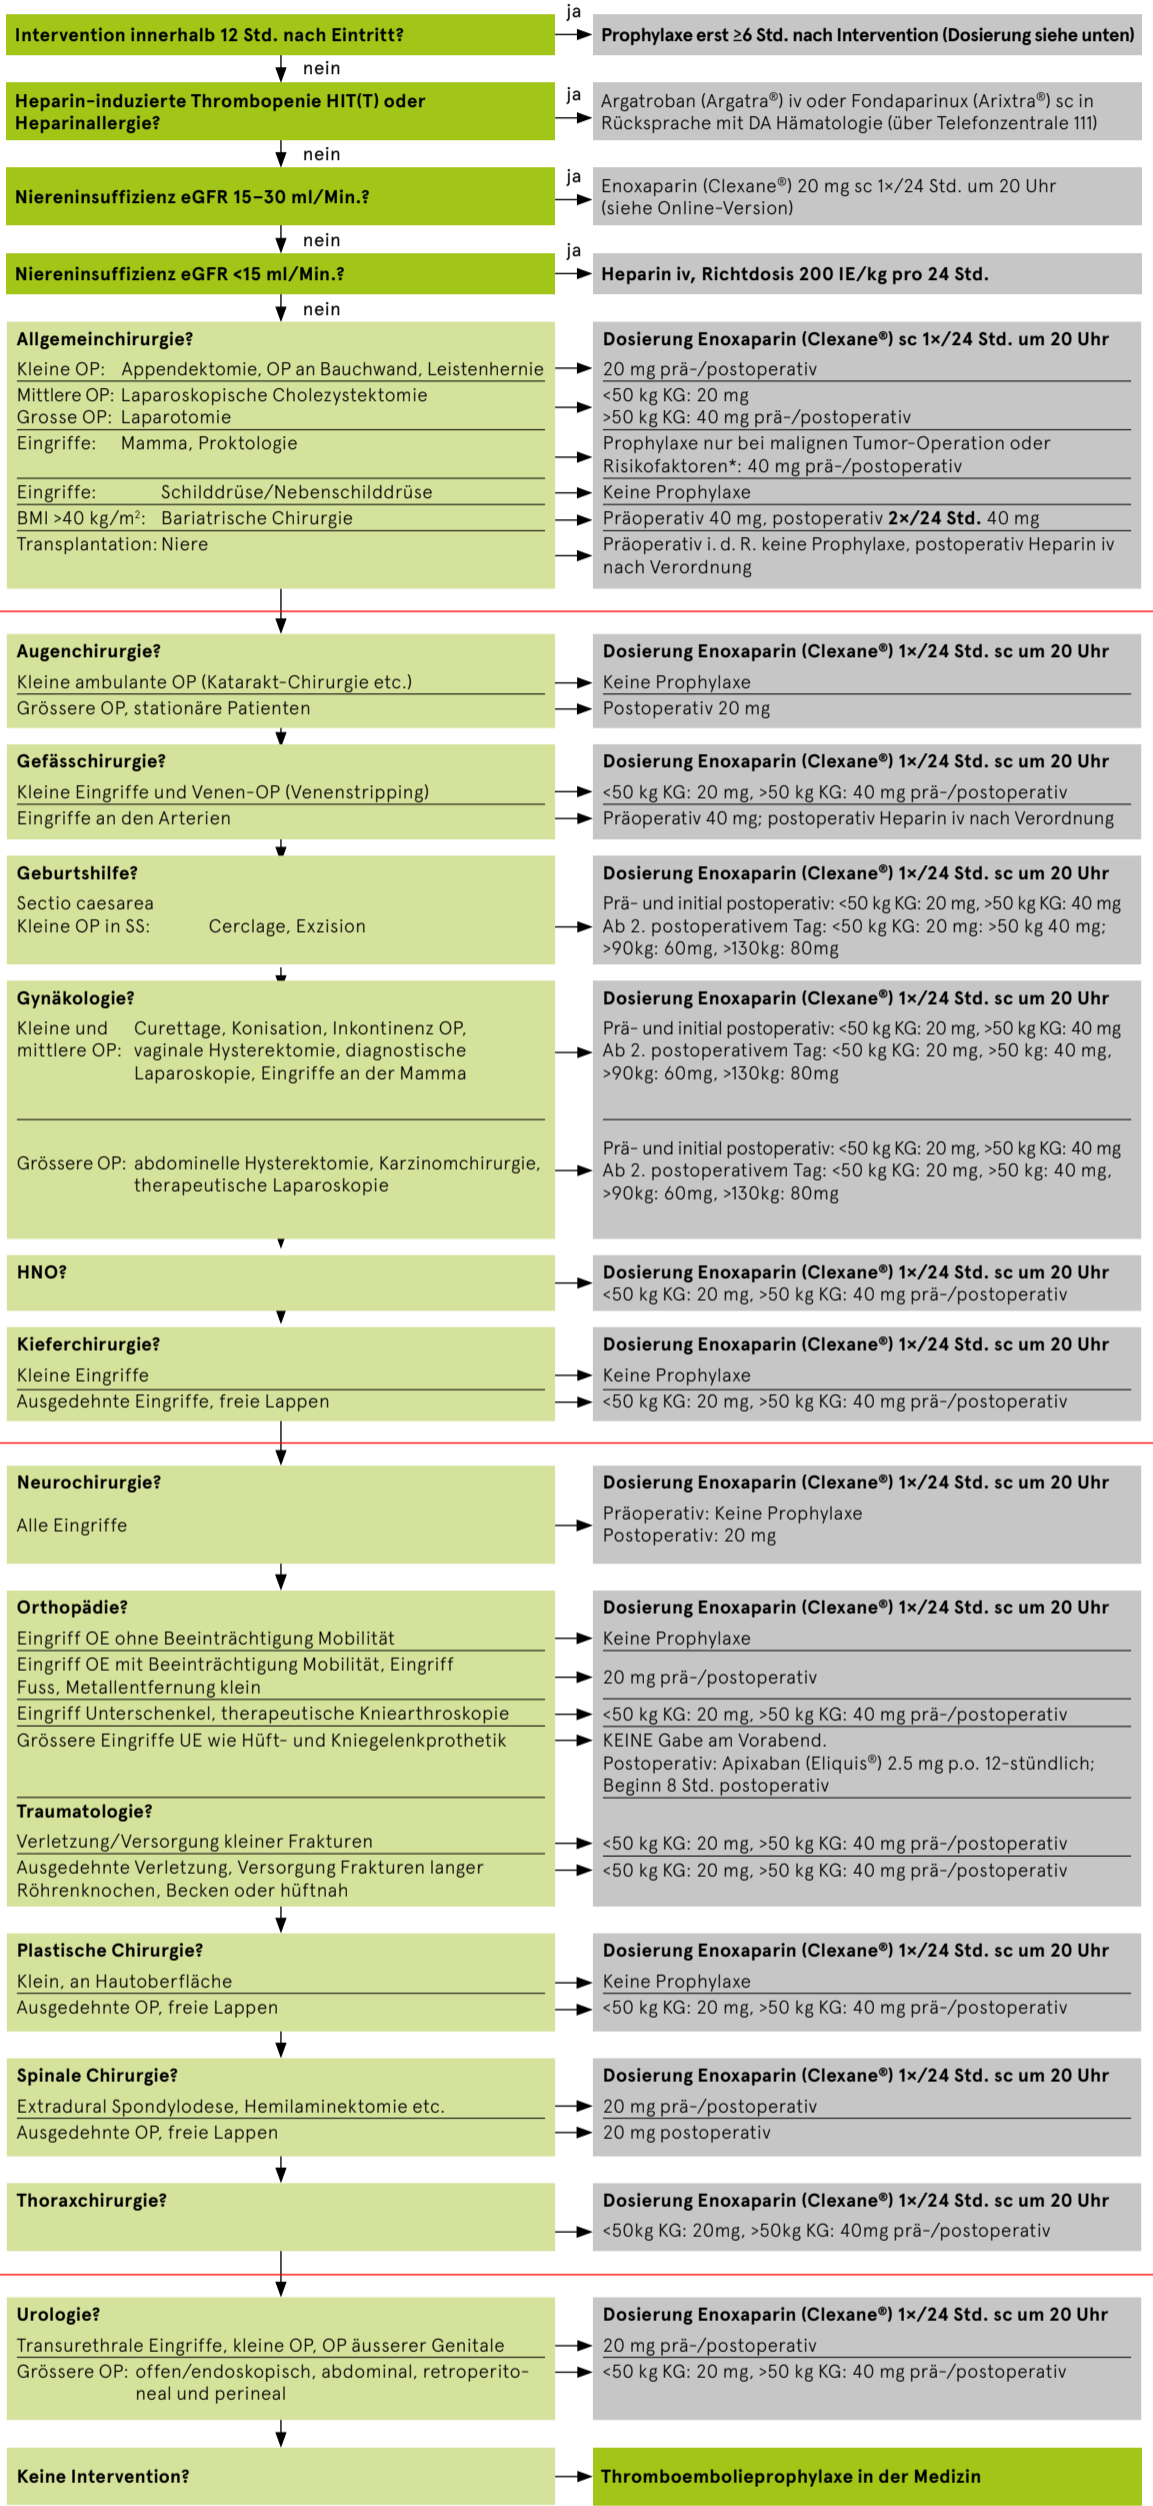 ja
Intervention innerhalb 12 Std. nach Eintritt?
Prophylaxe erst ≥6 Std. nach Intervention (Dosierung siehe unten)
nein
Heparin-induzierte Thrombopenie HIT(T) oder
Heparinallergie?
ja
Argatroban (Argatra®) iv oder Fondaparinux (Arixtra®) sc in
Rücksprache mit DA Hämatologie (über Telefonzentrale 111)
nein
Niereninsuffizienz eGFR 15–30 ml/Min.?
ja
Enoxaparin (Clexane®) 20 mg sc 1×/24 Std. um 20 Uhr
(siehe Online-Version)
nein
Niereninsuffizienz eGFR <15 ml/Min.?
ja
Heparin iv, Richtdosis 200 IE/kg pro 24 Std.
nein
Allgemeinchirurgie?
Dosierung Enoxaparin (Clexane®) sc 1×/24 Std. um 20 Uhr
Kleine OP: Appendektomie, OP an Bauchwand, Leistenhernie
20 mg prä-/postoperativ
Mittlere OP: Laparoskopische Cholezystektomie
Grosse OP: Laparotomie
<50 kg KG: 20 mg
>50 kg KG: 40 mg prä-/postoperativ
Eingriffe: Mamma, Proktologie
Prophylaxe nur bei malignen Tumor-Operation oder
Risikofaktoren*: 40 mg prä-/postoperativ
Eingriffe: Schilddrüse/Nebenschilddrüse
Keine Prophylaxe
BMI >40 kg/m²: Bariatrische Chirurgie
Präoperativ 40 mg, postoperativ 2×/24 Std. 40 mg
Transplantation: Niere
Präoperativ i. d. R. keine Prophylaxe, postoperativ Heparin iv
nach Verordnung
Augenchirurgie?
Dosierung Enoxaparin (Clexane®) 1×/24 Std. sc um 20 Uhr
Kleine ambulante OP (Katarakt-Chirurgie etc.)
Keine Prophylaxe
Grössere OP, stationäre Patienten
Postoperativ 20 mg
Gefässchirurgie?
Dosierung Enoxaparin (Clexane®) 1×/24 Std. sc um 20 Uhr
Kleine Eingriffe und Venen-OP (Venenstripping)
<50 kg KG: 20 mg, >50 kg KG: 40 mg prä-/postoperativ
Eingriffe an den Arterien
Präoperativ 40 mg; postoperativ Heparin iv nach Verordnung
Geburtshilfe?
Dosierung Enoxaparin (Clexane®) 1×/24 Std. sc um 20 Uhr
Sectio caesarea
Kleine OP in SS: Cerclage, Exzision
Prä- und initial postoperativ: <50 kg KG: 20 mg, >50 kg KG: 40 mg
Ab 2. postoperativem Tag: <50 kg KG: 20 mg: >50 kg 40 mg;
>90kg: 60mg, >130kg: 80mg
Gynäkologie?
Dosierung Enoxaparin (Clexane®) 1×/24 Std. sc um 20 Uhr
Kleine und Curettage, Konisation, Inkontinenz OP,
mittlere OP: vaginale Hysterektomie, diagnostische
Laparoskopie, Eingriffe an der Mamma
Prä- und initial postoperativ: <50 kg KG: 20 mg, >50 kg KG: 40 mg
Ab 2. postoperativem Tag: <50 kg KG: 20 mg, >50 kg: 40 mg,
>90kg: 60mg, >130kg: 80mg
Grössere OP: abdominelle Hysterektomie, Karzinomchirurgie,
therapeutische Laparoskopie
Prä- und initial postoperativ: <50 kg KG: 20 mg, >50 kg KG: 40 mg
Ab 2. postoperativem Tag: <50 kg KG: 20 mg, >50 kg: 40 mg,
>90kg: 60mg, >130kg: 80mg
HNO?
Dosierung Enoxaparin (Clexane®) 1×/24 Std. sc um 20 Uhr
<50 kg KG: 20 mg, >50 kg KG: 40 mg prä-/postoperativ
Kieferchirurgie?
Dosierung Enoxaparin (Clexane®) 1×/24 Std. sc um 20 Uhr
Kleine Eingriffe
Keine Prophylaxe
Ausgedehnte Eingriffe, freie Lappen
<50 kg KG: 20 mg, >50 kg KG: 40 mg prä-/postoperativ
Neurochirurgie?
Dosierung Enoxaparin (Clexane®) 1×/24 Std. sc um 20 Uhr
Alle Eingriffe
Präoperativ: Keine Prophylaxe
Postoperativ: 20 mg
Orthopädie?
Dosierung Enoxaparin (Clexane®) 1×/24 Std. sc um 20 Uhr
Eingriff OE ohne Beeinträchtigung Mobilität
Keine Prophylaxe
Eingriff OE mit Beeinträchtigung Mobilität, Eingriff
Fuss, Metallentfernung klein
20 mg prä-/postoperativ
Eingriff Unterschenkel, therapeutische Kniearthroskopie
<50 kg KG: 20 mg, >50 kg KG: 40 mg prä-/postoperativ
Grössere Eingriffe UE wie Hüft- und Kniegelenkprothetik
KEINE Gabe am Vorabend.
Postoperativ: Apixaban (Eliquis®) 2.5 mg p.o. 12-stündlich;
Beginn 8 Std. postoperativ
Traumatologie?
Verletzung/Versorgung kleiner Frakturen
<50 kg KG: 20 mg, >50 kg KG: 40 mg prä-/postoperativ
Ausgedehnte Verletzung, Versorgung Frakturen langer
Röhrenknochen, Becken oder hüftnah
<50 kg KG: 20 mg, >50 kg KG: 40 mg prä-/postoperativ
Plastische Chirurgie?
Dosierung Enoxaparin (Clexane®) 1×/24 Std. sc um 20 Uhr
Klein, an Hautoberfläche
Keine Prophylaxe
Ausgedehnte OP, freie Lappen
<50 kg KG: 20 mg, >50 kg KG: 40 mg prä-/postoperativ
Spinale Chirurgie?
Dosierung Enoxaparin (Clexane®) 1×/24 Std. sc um 20 Uhr
Extradural Spondylodese, Hemilaminektomie etc.
20 mg prä-/postoperativ
Ausgedehnte OP, freie Lappen
20 mg postoperativ
Thoraxchirurgie?
Dosierung Enoxaparin (Clexane®) 1×/24 Std. sc um 20 Uhr
<50kg KG: 20mg, >50kg KG: 40mg prä-/postoperativ
Urologie?
Dosierung Enoxaparin (Clexane®) 1×/24 Std. sc um 20 Uhr
Transurethrale Eingriffe, kleine OP, OP äusserer Genitale
20 mg prä-/postoperativ
Grössere OP: offen/endoskopisch, abdominal, retroperito-
neal und perineal
<50 kg KG: 20 mg, >50 kg KG: 40 mg prä-/postoperativ
Keine Intervention?
Thromboembolieprophylaxe in der Medizin